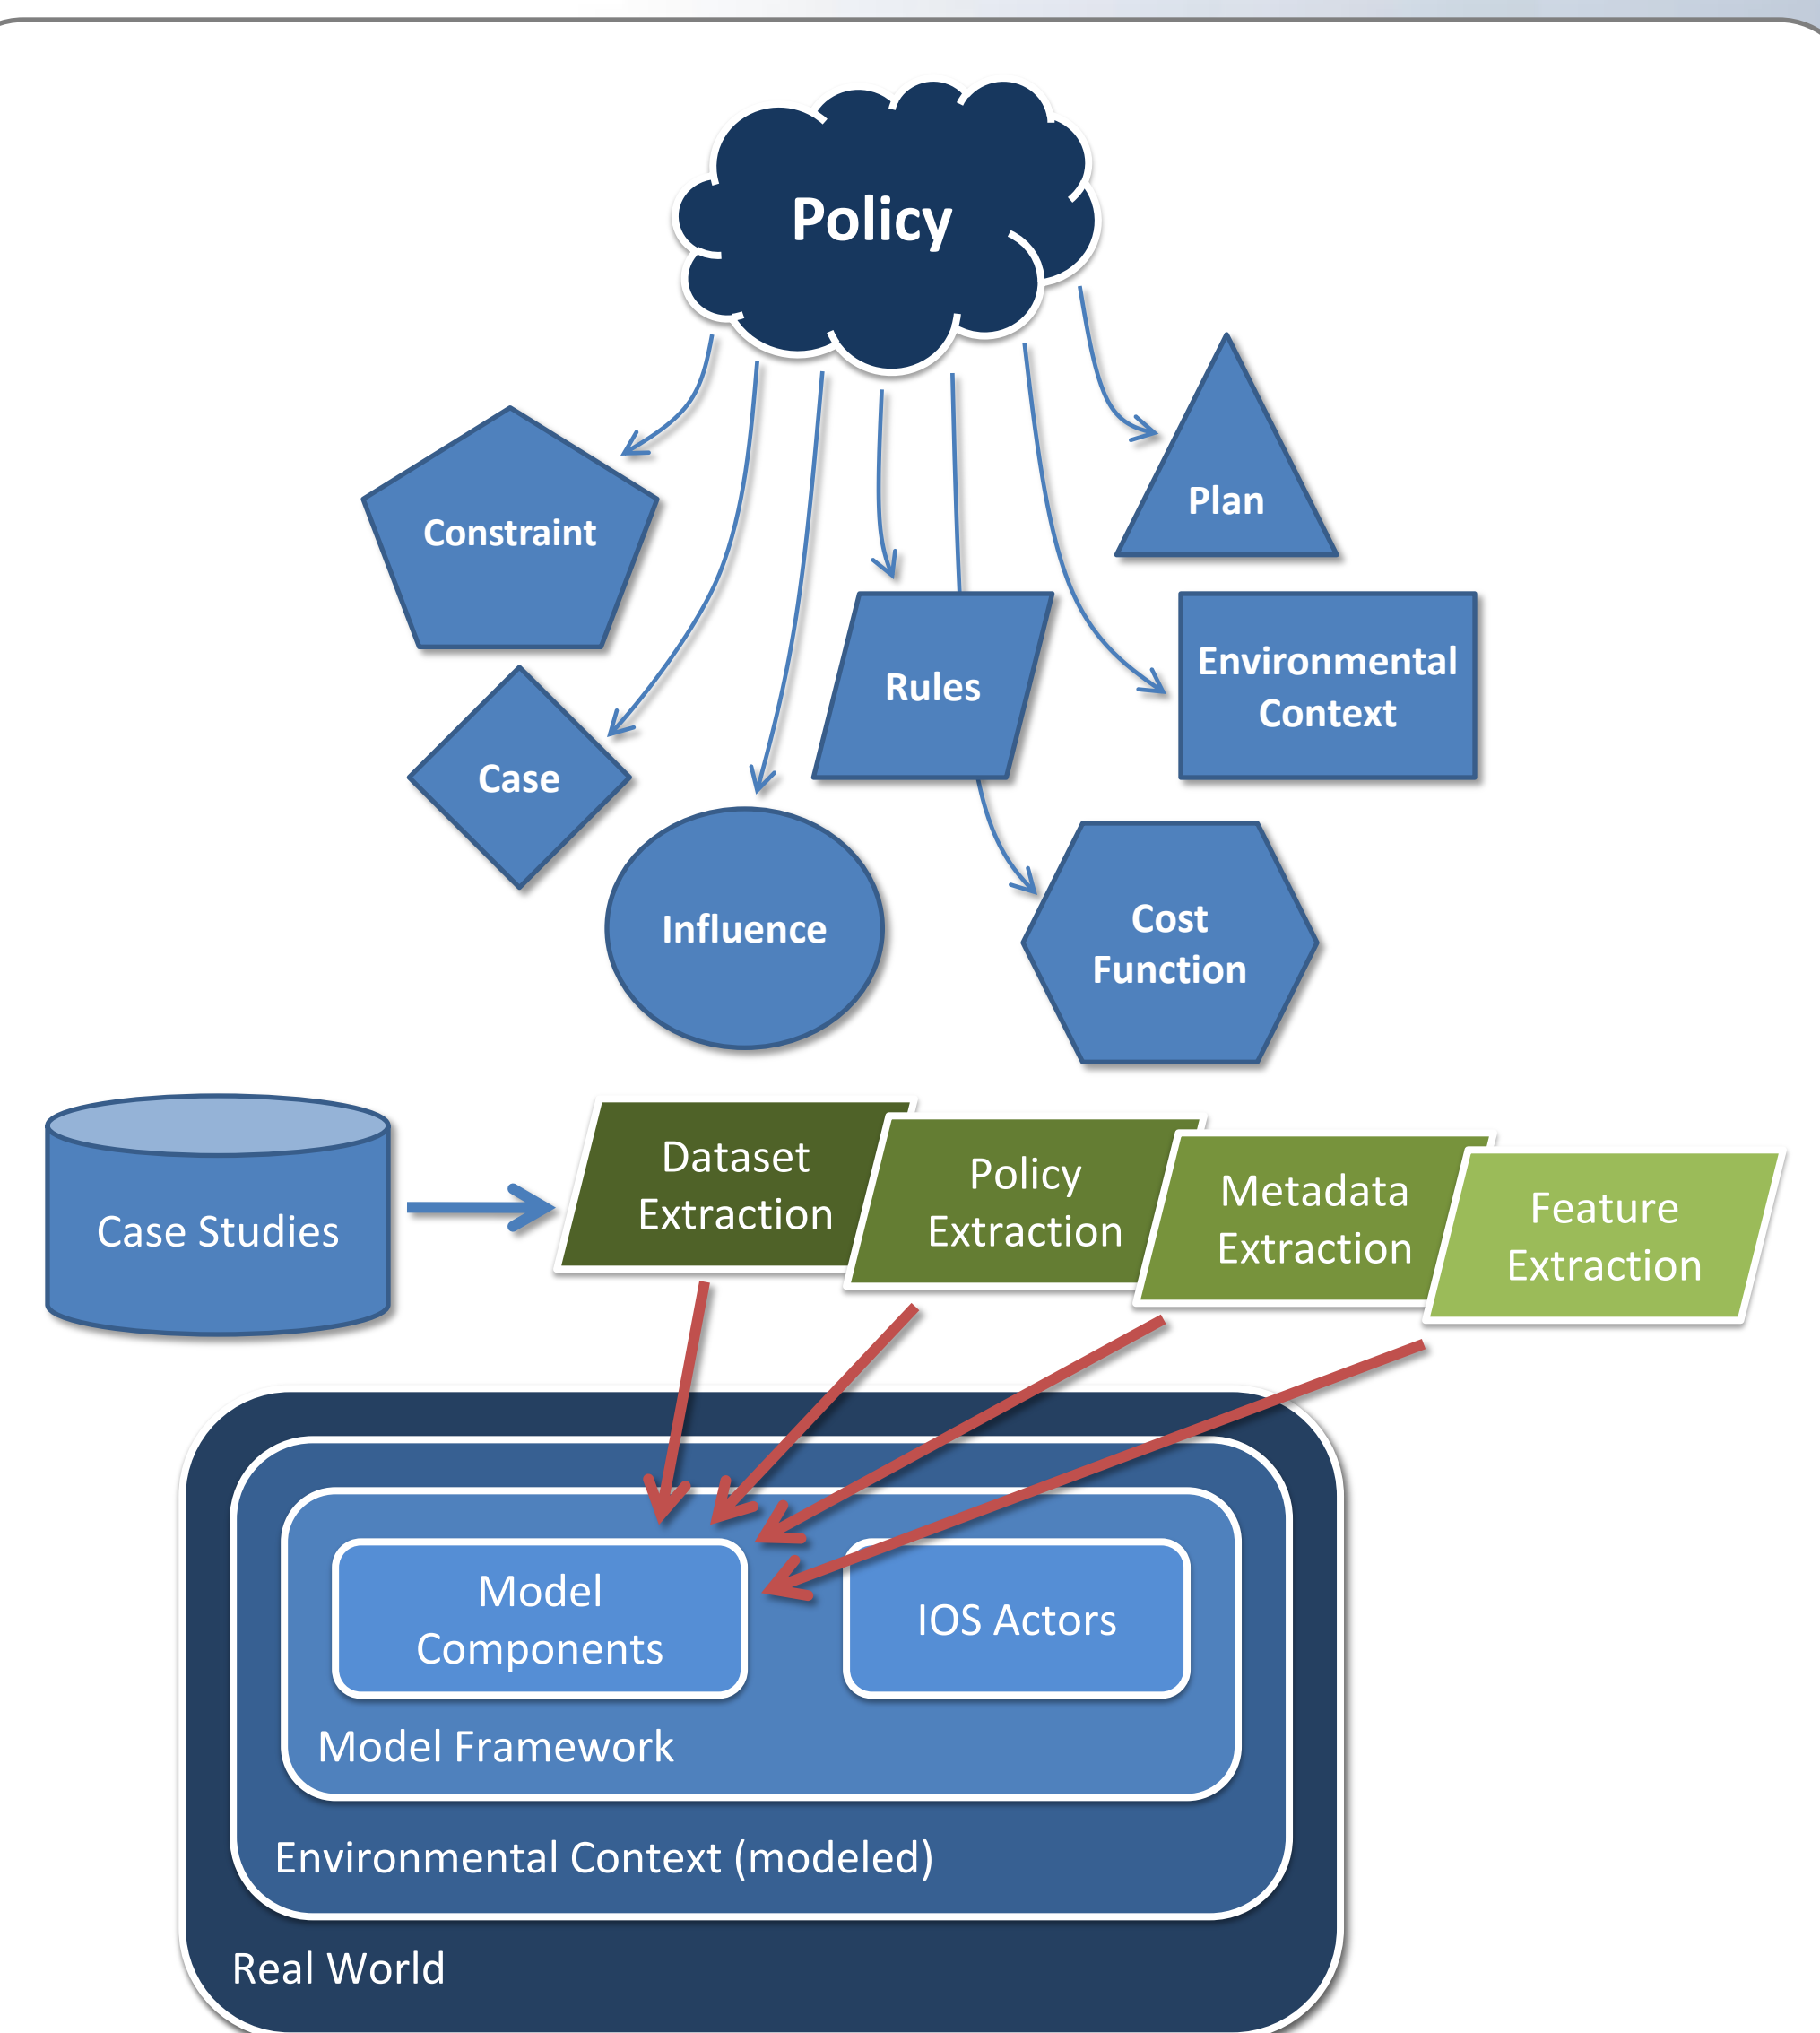 Policy
Plan
Constraint
Environmental
Context
Rules
Case
Influence
Cost
Function
Case Studies
Dataset
Extraction
Policy
Extraction
Metadata
Extraction
Feature
Extraction
Model
Components
IOS Actors
Model Framework
Environmental Context (modeled)
Real World